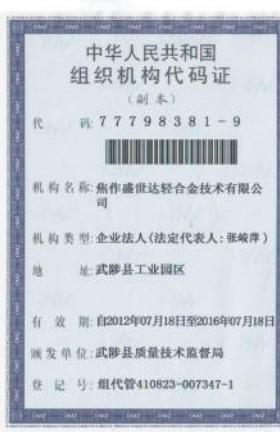 中华人民共和国
组织机构代码证
（副本）
代 码: 77798381-9
机构名称: 焦作盛世达轻合金技术有限公
司
机构类型: 企业法人(法定代表人: 张峻萍)
地 址: 武陟县工业园区
有 效 期: 自2012年07月18日至2016年07月18日
颁发单位: 武陟县质量技术监督局
登 记 号: 组代管410823-007347-1